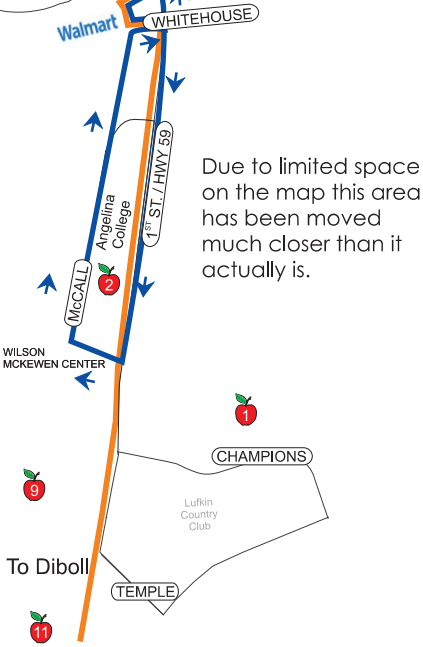 WHITEHOUSE
Walmart
1ST ST. / HWY 59
Angelina
College
Due to limited space
on the map this area
has been moved
much closer than it
actually is.
2
McCALL
WILSON
MCKEWEN CENTER
1
CHAMPIONS
9
Lufkin
Country
Club
To Diboll
TEMPLE
11